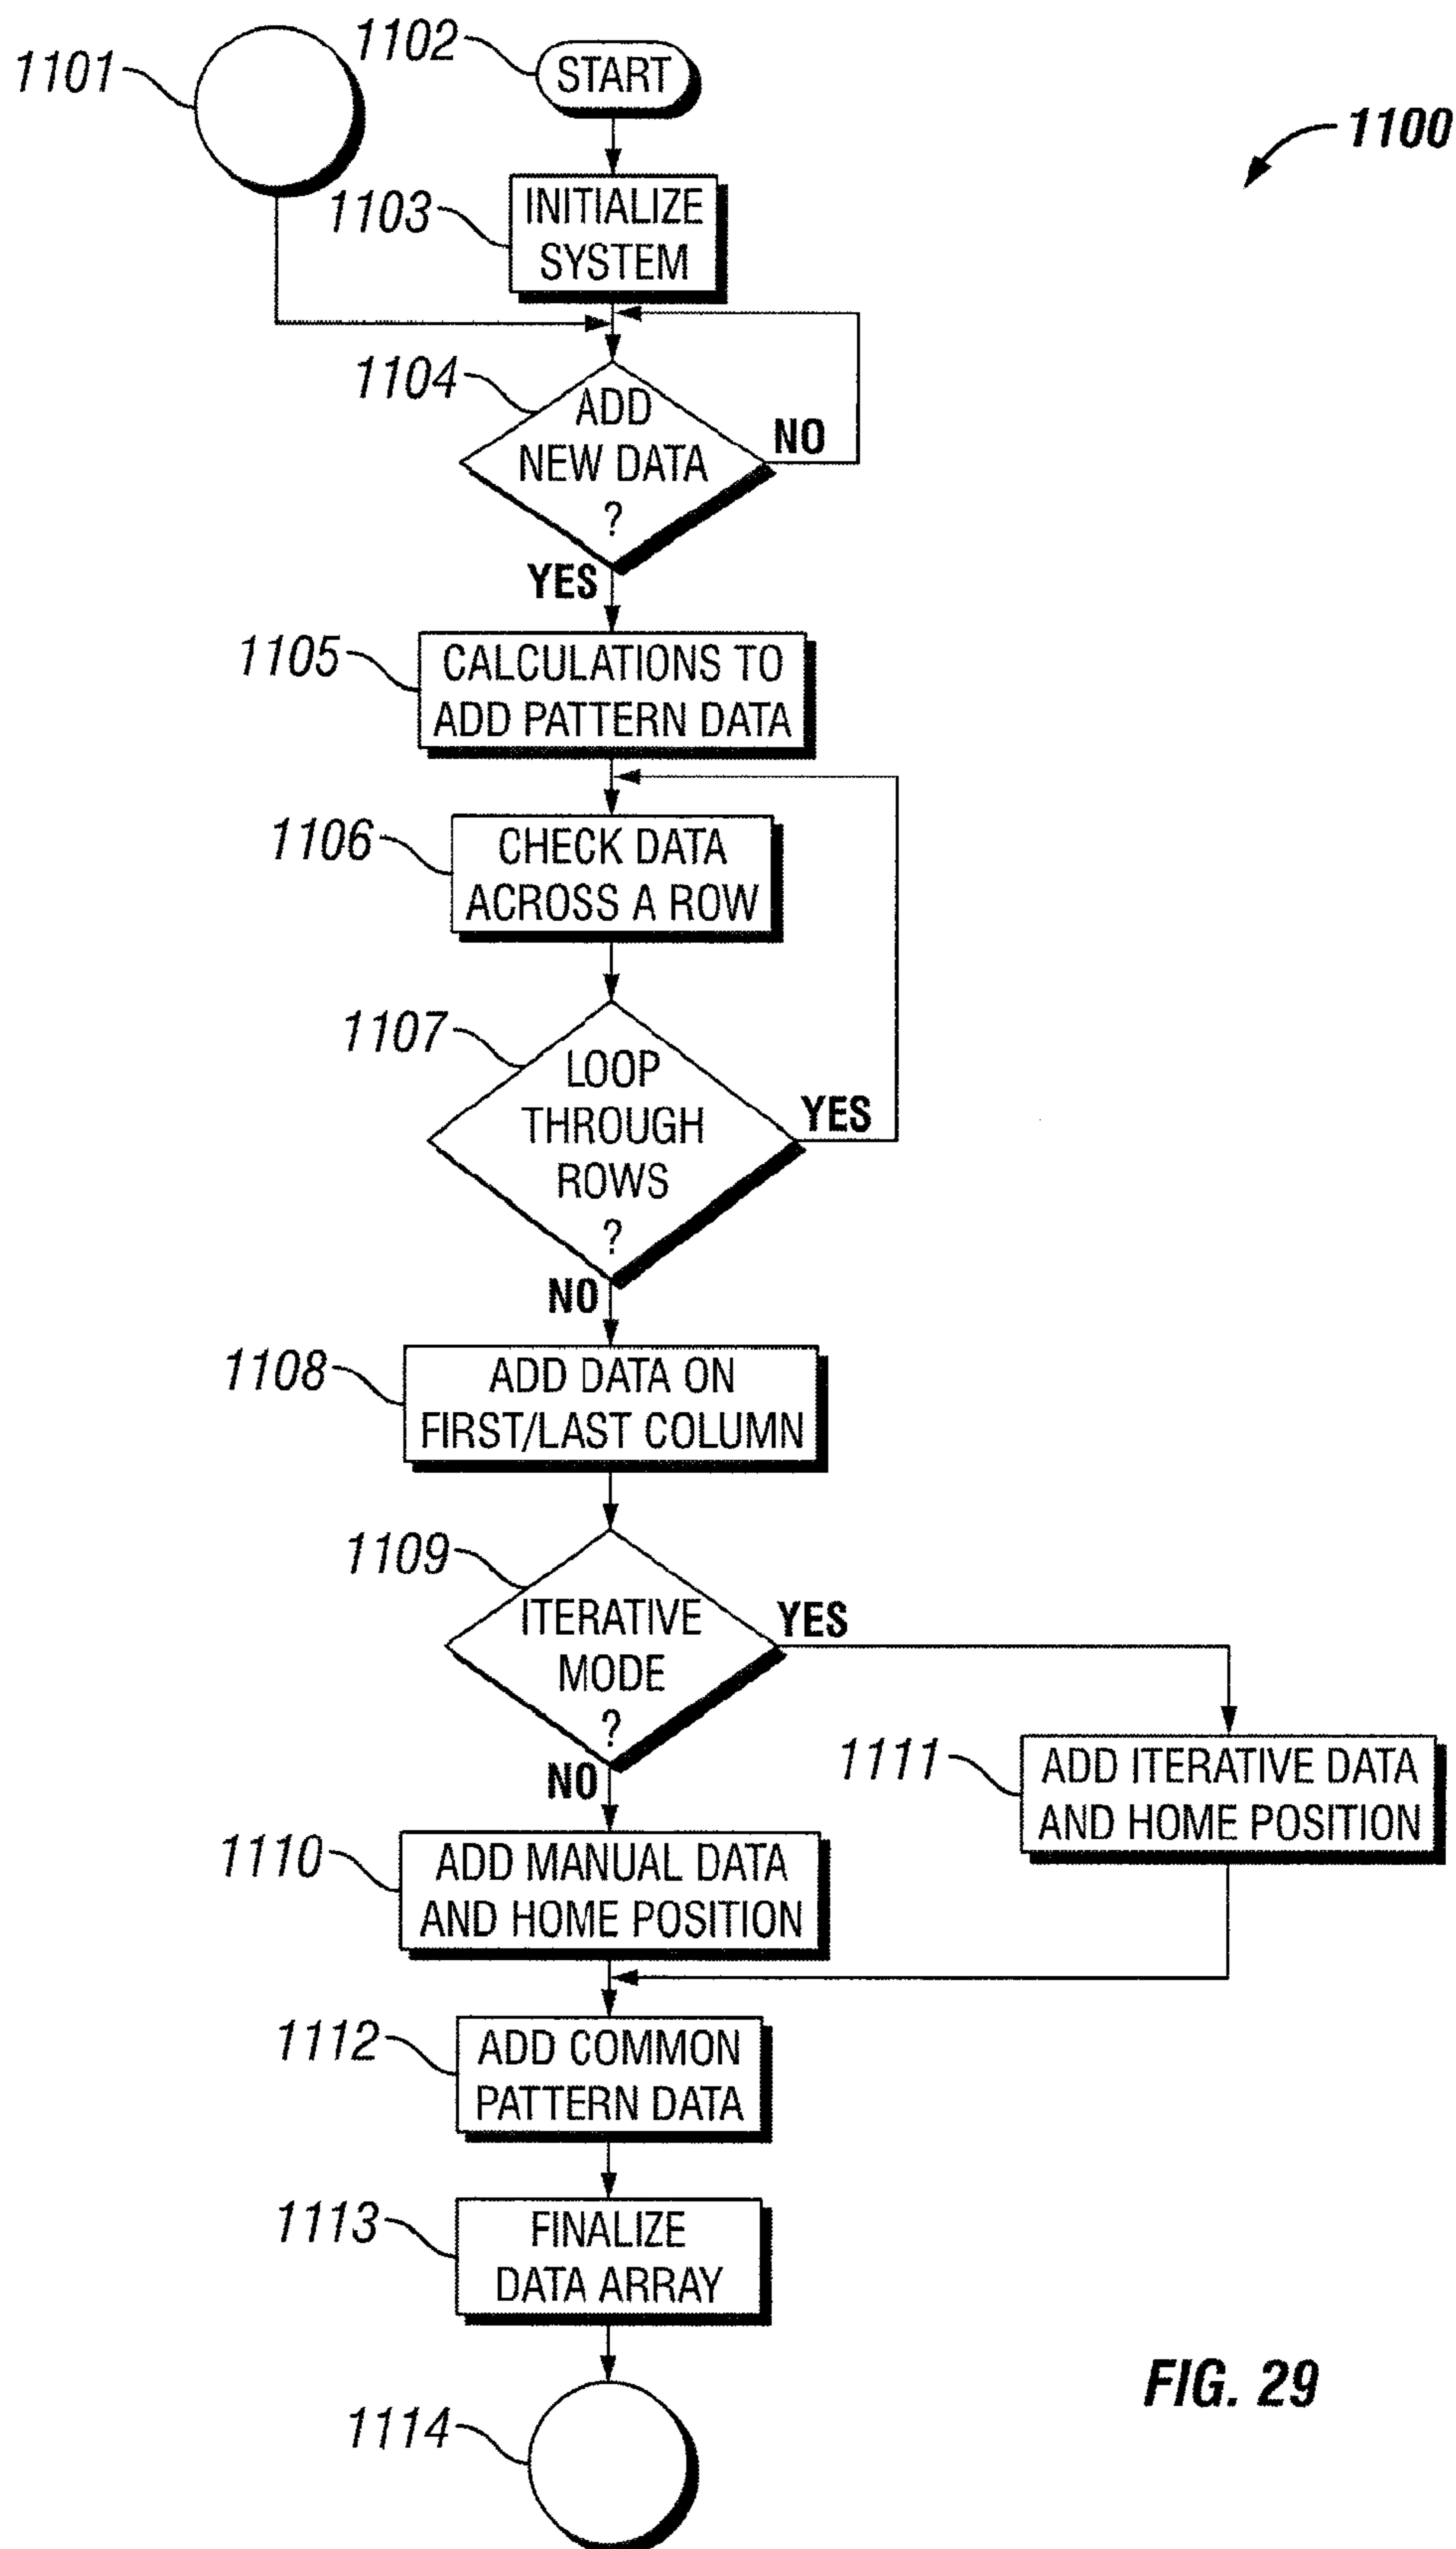 1101
1102
START
1100
1103
INITIALIZE
SYSTEM
1104
ADD
NEW DATA
?
NO
YES
1105
CALCULATIONS TO
ADD PATTERN DATA
1106
CHECK DATA
ACROSS A ROW
1107
LOOP
THROUGH
ROWS
?
YES
NO
1108
ADD DATA ON
FIRST/LAST COLUMN
1109
ITERATIVE
MODE
?
YES
NO
1111
ADD ITERATIVE DATA
AND HOME POSITION
1110
ADD MANUAL DATA
AND HOME POSITION
1112
ADD COMMON
PATTERN DATA
1113
FINALIZE
DATA ARRAY
1114
FIG. 29